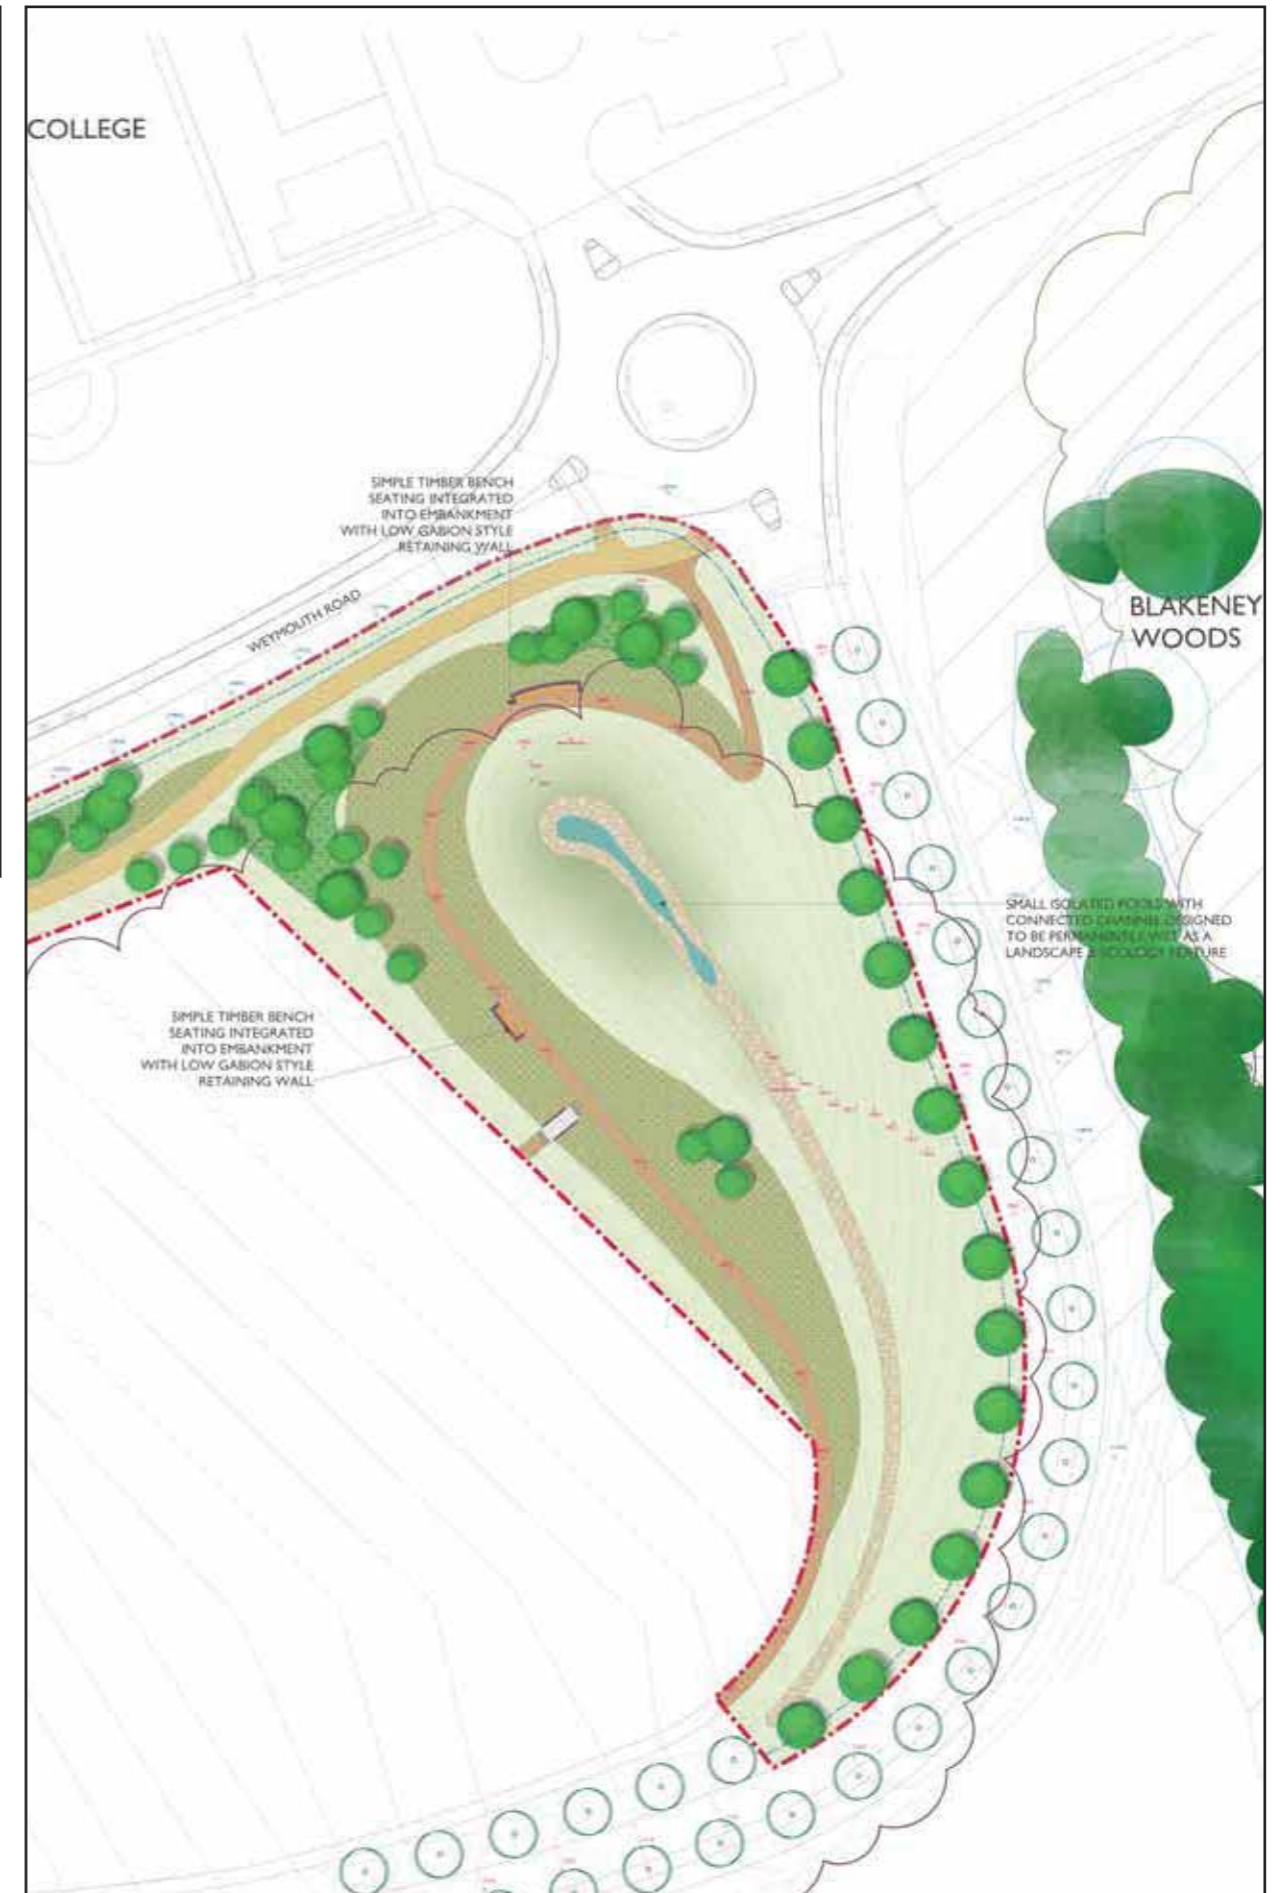 COLLEGE
SIMPLE TIMBER BENCH
SEATING INTEGRATED
INTO EMBANKMENT
WITH LOW GABION STYLE
RETAINING WALL
WEYMOUTH ROAD
BLAKENEY
WOODS
SMALL ISOLATED POOLS WITH
CONNECTED CHANNEL DESIGNED
TO BE PERMANENTLY WET AS A
LANDSCAPE & ECOLOGY FEATURE
SIMPLE TIMBER BENCH
SEATING INTEGRATED
INTO EMBANKMENT
WITH LOW GABION STYLE
RETAINING WALL